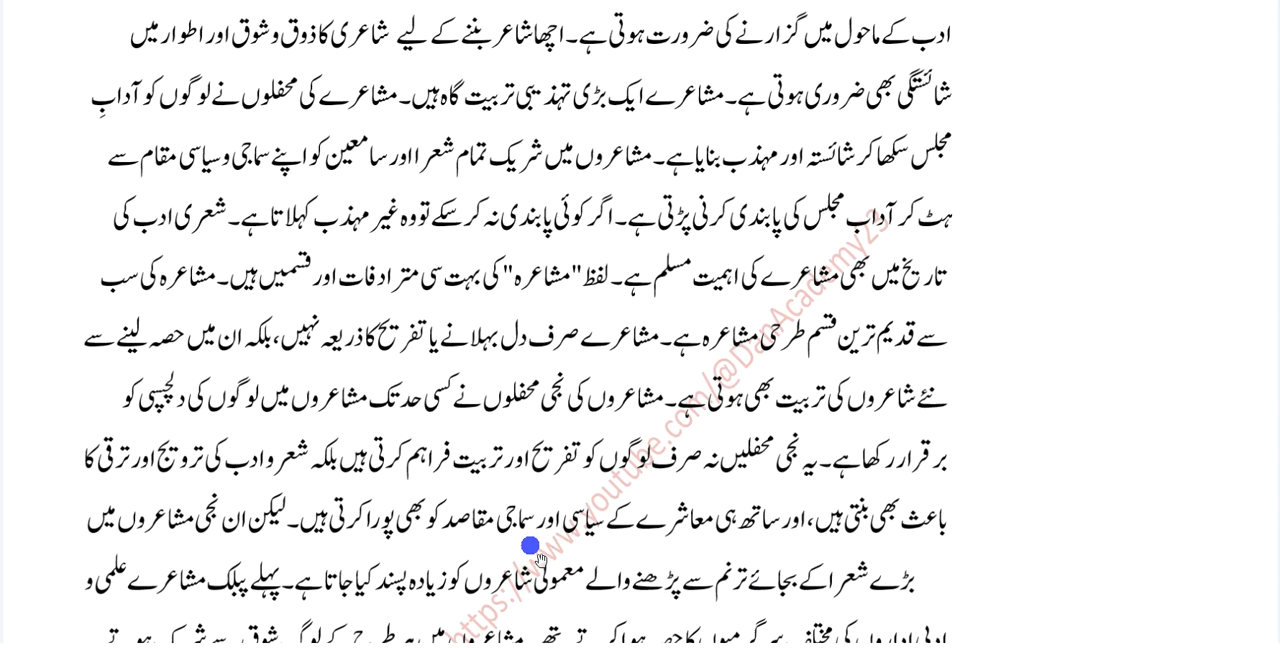 ادب کے ماحول میں گزارنے کی ضرورت ہوتی ہے۔ اچھا شاعر بننے کے لیے شاعری کا ذوق و شوق اور اطوار میں
شائستگی بھی ضروری ہوتی ہے۔ مشاعرے ایک بڑی تہذیبی تربیت گاہ ہیں۔ مشاعرے کی محفلوں نے لوگوں کو آدابِ
مجلس سکھا کر شائستہ اور مہذب بنایا ہے۔ مشاعروں میں شریک تمام شعرا اور سامعین کو اپنے سماجی و سیاسی مقام سے
ہٹ کر آداب مجلس کی پابندی کرنی پڑتی ہے۔ اگر کوئی پابندی نہ کر سکے تو وہ غیر مہذب کہلاتا ہے۔ شعری ادب کی
تاریخ میں بھی مشاعرے کی اہمیت مسلم ہے۔ لفظ "مشاعرہ" کی بہت سی مترادفات اور قسمیں ہیں۔ مشاعرہ کی سب
سے قدیم ترین قسم طرحی مشاعرہ ہے۔ مشاعرے صرف دل بہلانے یا تفریح کا ذریعہ نہیں، بلکہ ان میں حصہ لینے سے
نئے شاعروں کی تربیت بھی ہوتی ہے۔ مشاعروں کی نجی محفلوں نے کسی حد تک مشاعروں میں لوگوں کی دلچسپی کو
بر قرار رکھا ہے۔ یہ نجی محفلیں نہ صرف لوگوں کو تفریح اور تربیت فراہم کرتی ہیں بلکہ شعر و ادب کی ترویج اور ترقی کا
باعث بھی بنتی ہیں، اور ساتھ ہی معاشرے کے سیاسی اور سماجی مقاصد کو بھی پورا کرتی ہیں۔ لیکن ان نجی مشاعروں میں
بڑے شعرا کے بجائے ترنم سے پڑھنے والے معمولی شاعروں کو زیادہ پسند کیا جاتا ہے۔ پہلے پبلک مشاعرے علمی و
https://www.youtube.com/@DanAcademy23